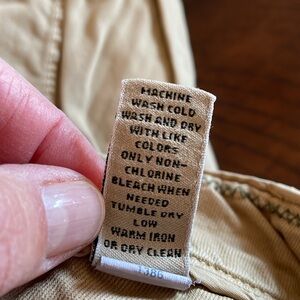 MACHINE
WASH COLD
WASH AND DRY
WITH LIKE
COLORS
ONLY NON-
CHLORINE
BLEACH WHEN
NEEDED
TUMBLE DRY
LOW
WARM IRON
OR DRY CLEAN